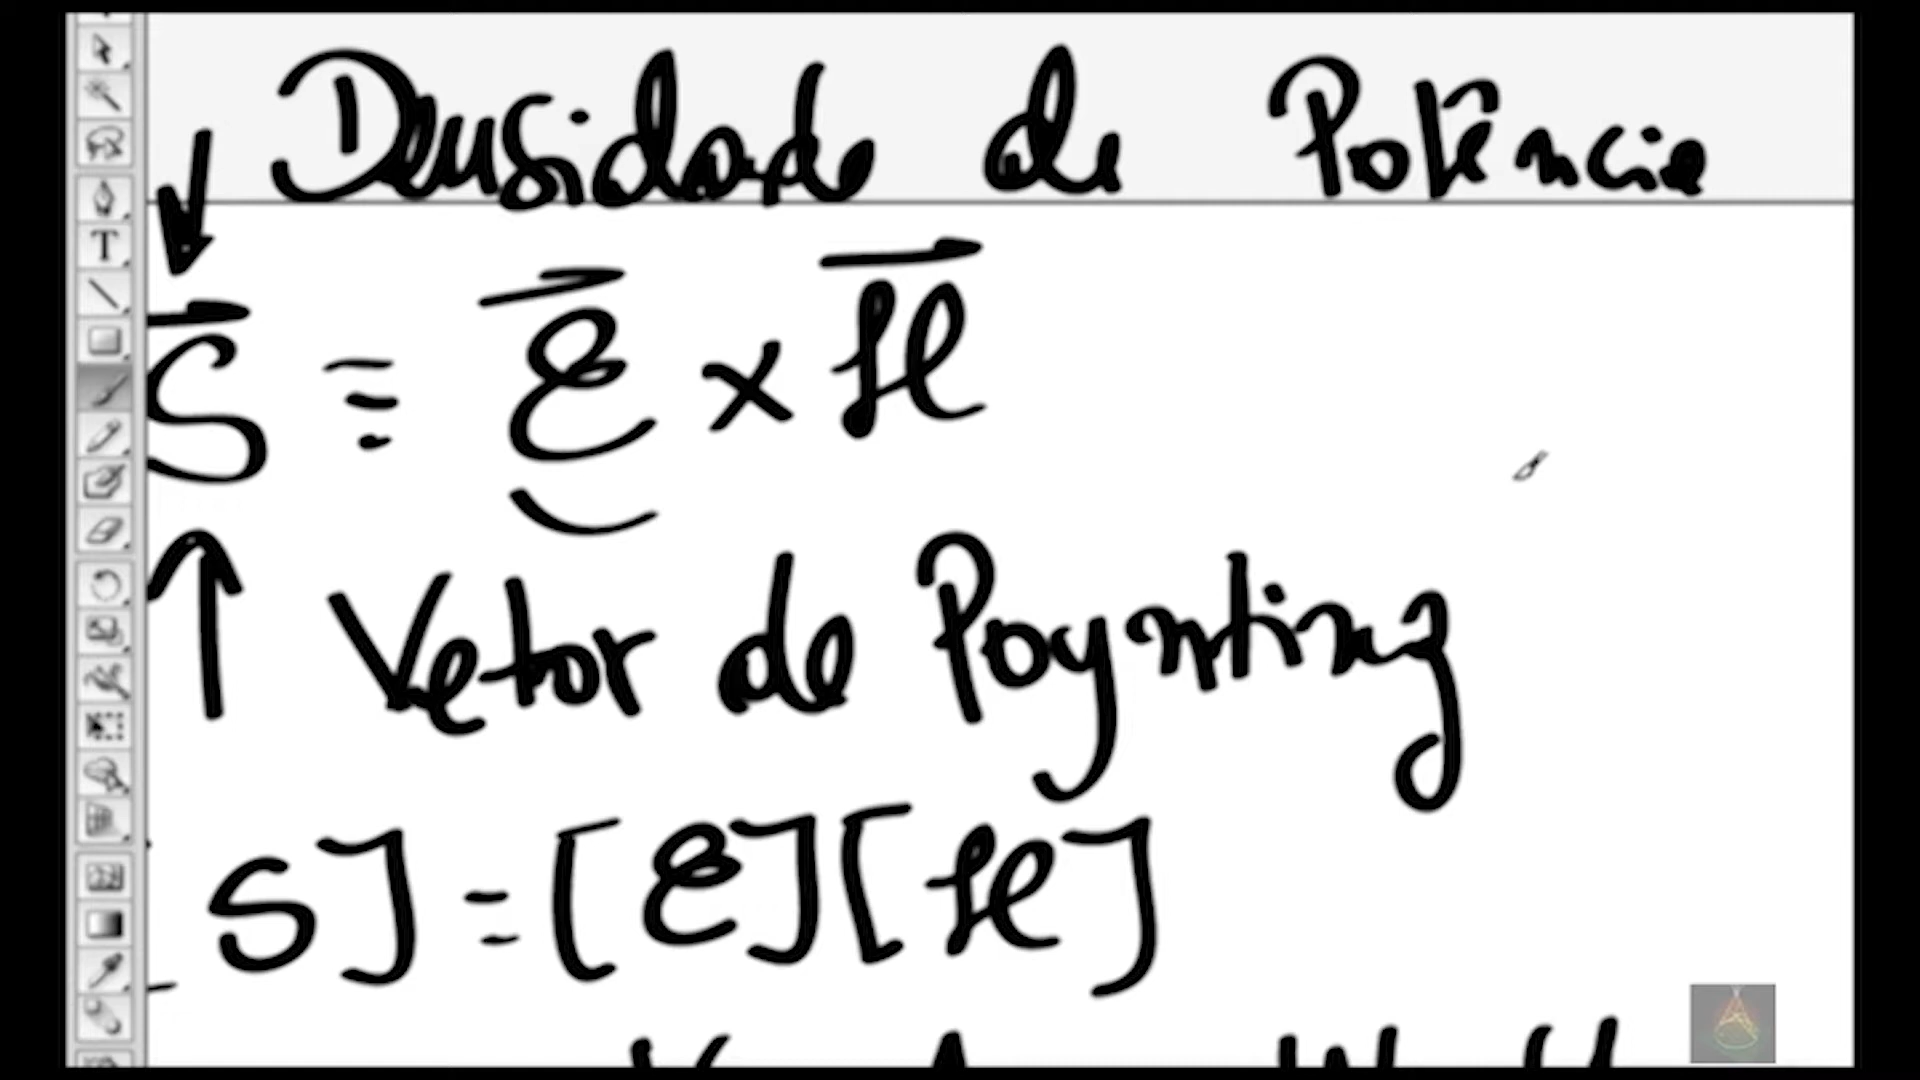 Densidade de Potência
S⃗ ≡ ℰ⃗ × ℋ⃗
Vetor de Poynting
S] = [ℰ][ℋ]